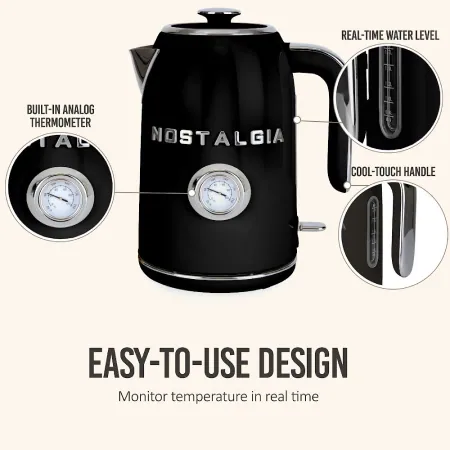 REAL-TIME WATER LEVEL
BUILT-IN ANALOG
THERMOMETER
NOSTALGIA
TAL
COOL-TOUCH HANDLE
EASY-TO-USE DESIGN
Monitor temperature in real time